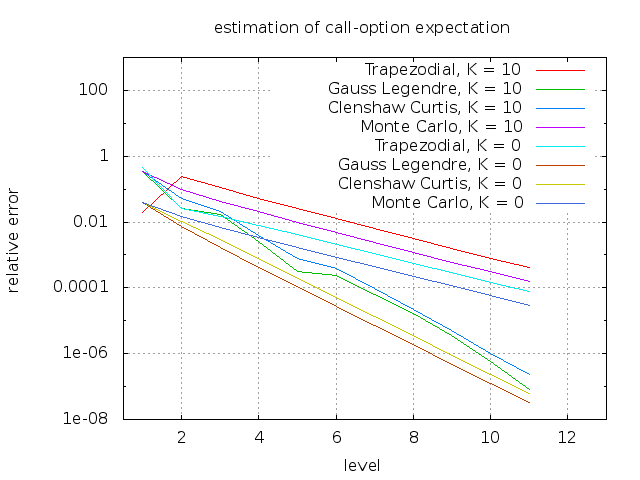 estimation of call-option expectation
Trapezodial, K = 10
Gauss Legendre, K = 10
Clenshaw Curtis, K = 10
Monte Carlo, K = 10
Trapezodial, K = 0
Gauss Legendre, K = 0
Clenshaw Curtis, K = 0
Monte Carlo, K = 0
100
1
0.01
0.0001
1e-06
1e-08
relative error
2 4 6 8 10 12
level